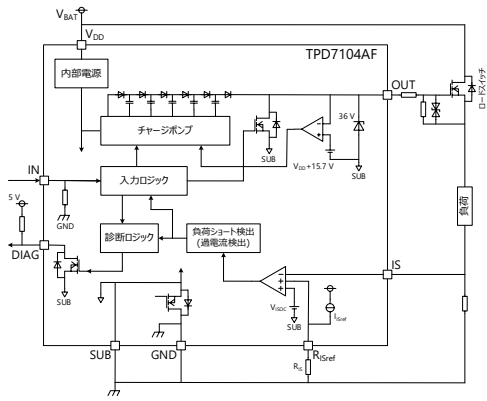 VBAT
VDD
TPD7104AF
内部電源
OUT
ロードスイッチ
チャージポンプ
36 V
SUB
VDD+15.7 V
SUB
IN
入力ロジック
5 V
GND
負荷
診断ロジック
負荷ショート検出
(過電流検出)
DIAG
IS
SUB
VISDC
SUB
IISref
SUB
GND
RISref
RIS